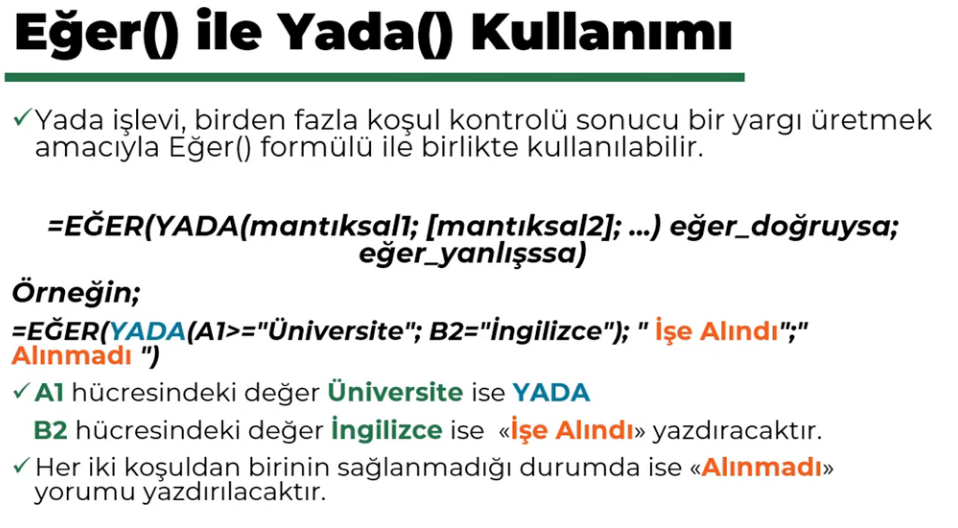 Eğer() ile Yada() Kullanımı
✓Yada işlevi, birden fazla koşul kontrolü sonucu bir yargı üretmek
amacıyla Eğer() formülü ile birlikte kullanılabilir.
=EĞER(YADA(mantıksal1; [mantıksal2]; ...) eğer_doğruysa;
eğer_yanlışssa)
Örneğin;
=EĞER(YADA(A1>="Üniversite"; B2="İngilizce"); " İşe Alındı";"
Alınmadı ")
✓A1 hücresindeki değer Üniversite ise YADA
B2 hücresindeki değer İngilizce ise «İşe Alındı» yazdıracaktır.
✓Her iki koşuldan birinin sağlanmadığı durumda ise «Alınmadı»
yorumu yazdırılacaktır.